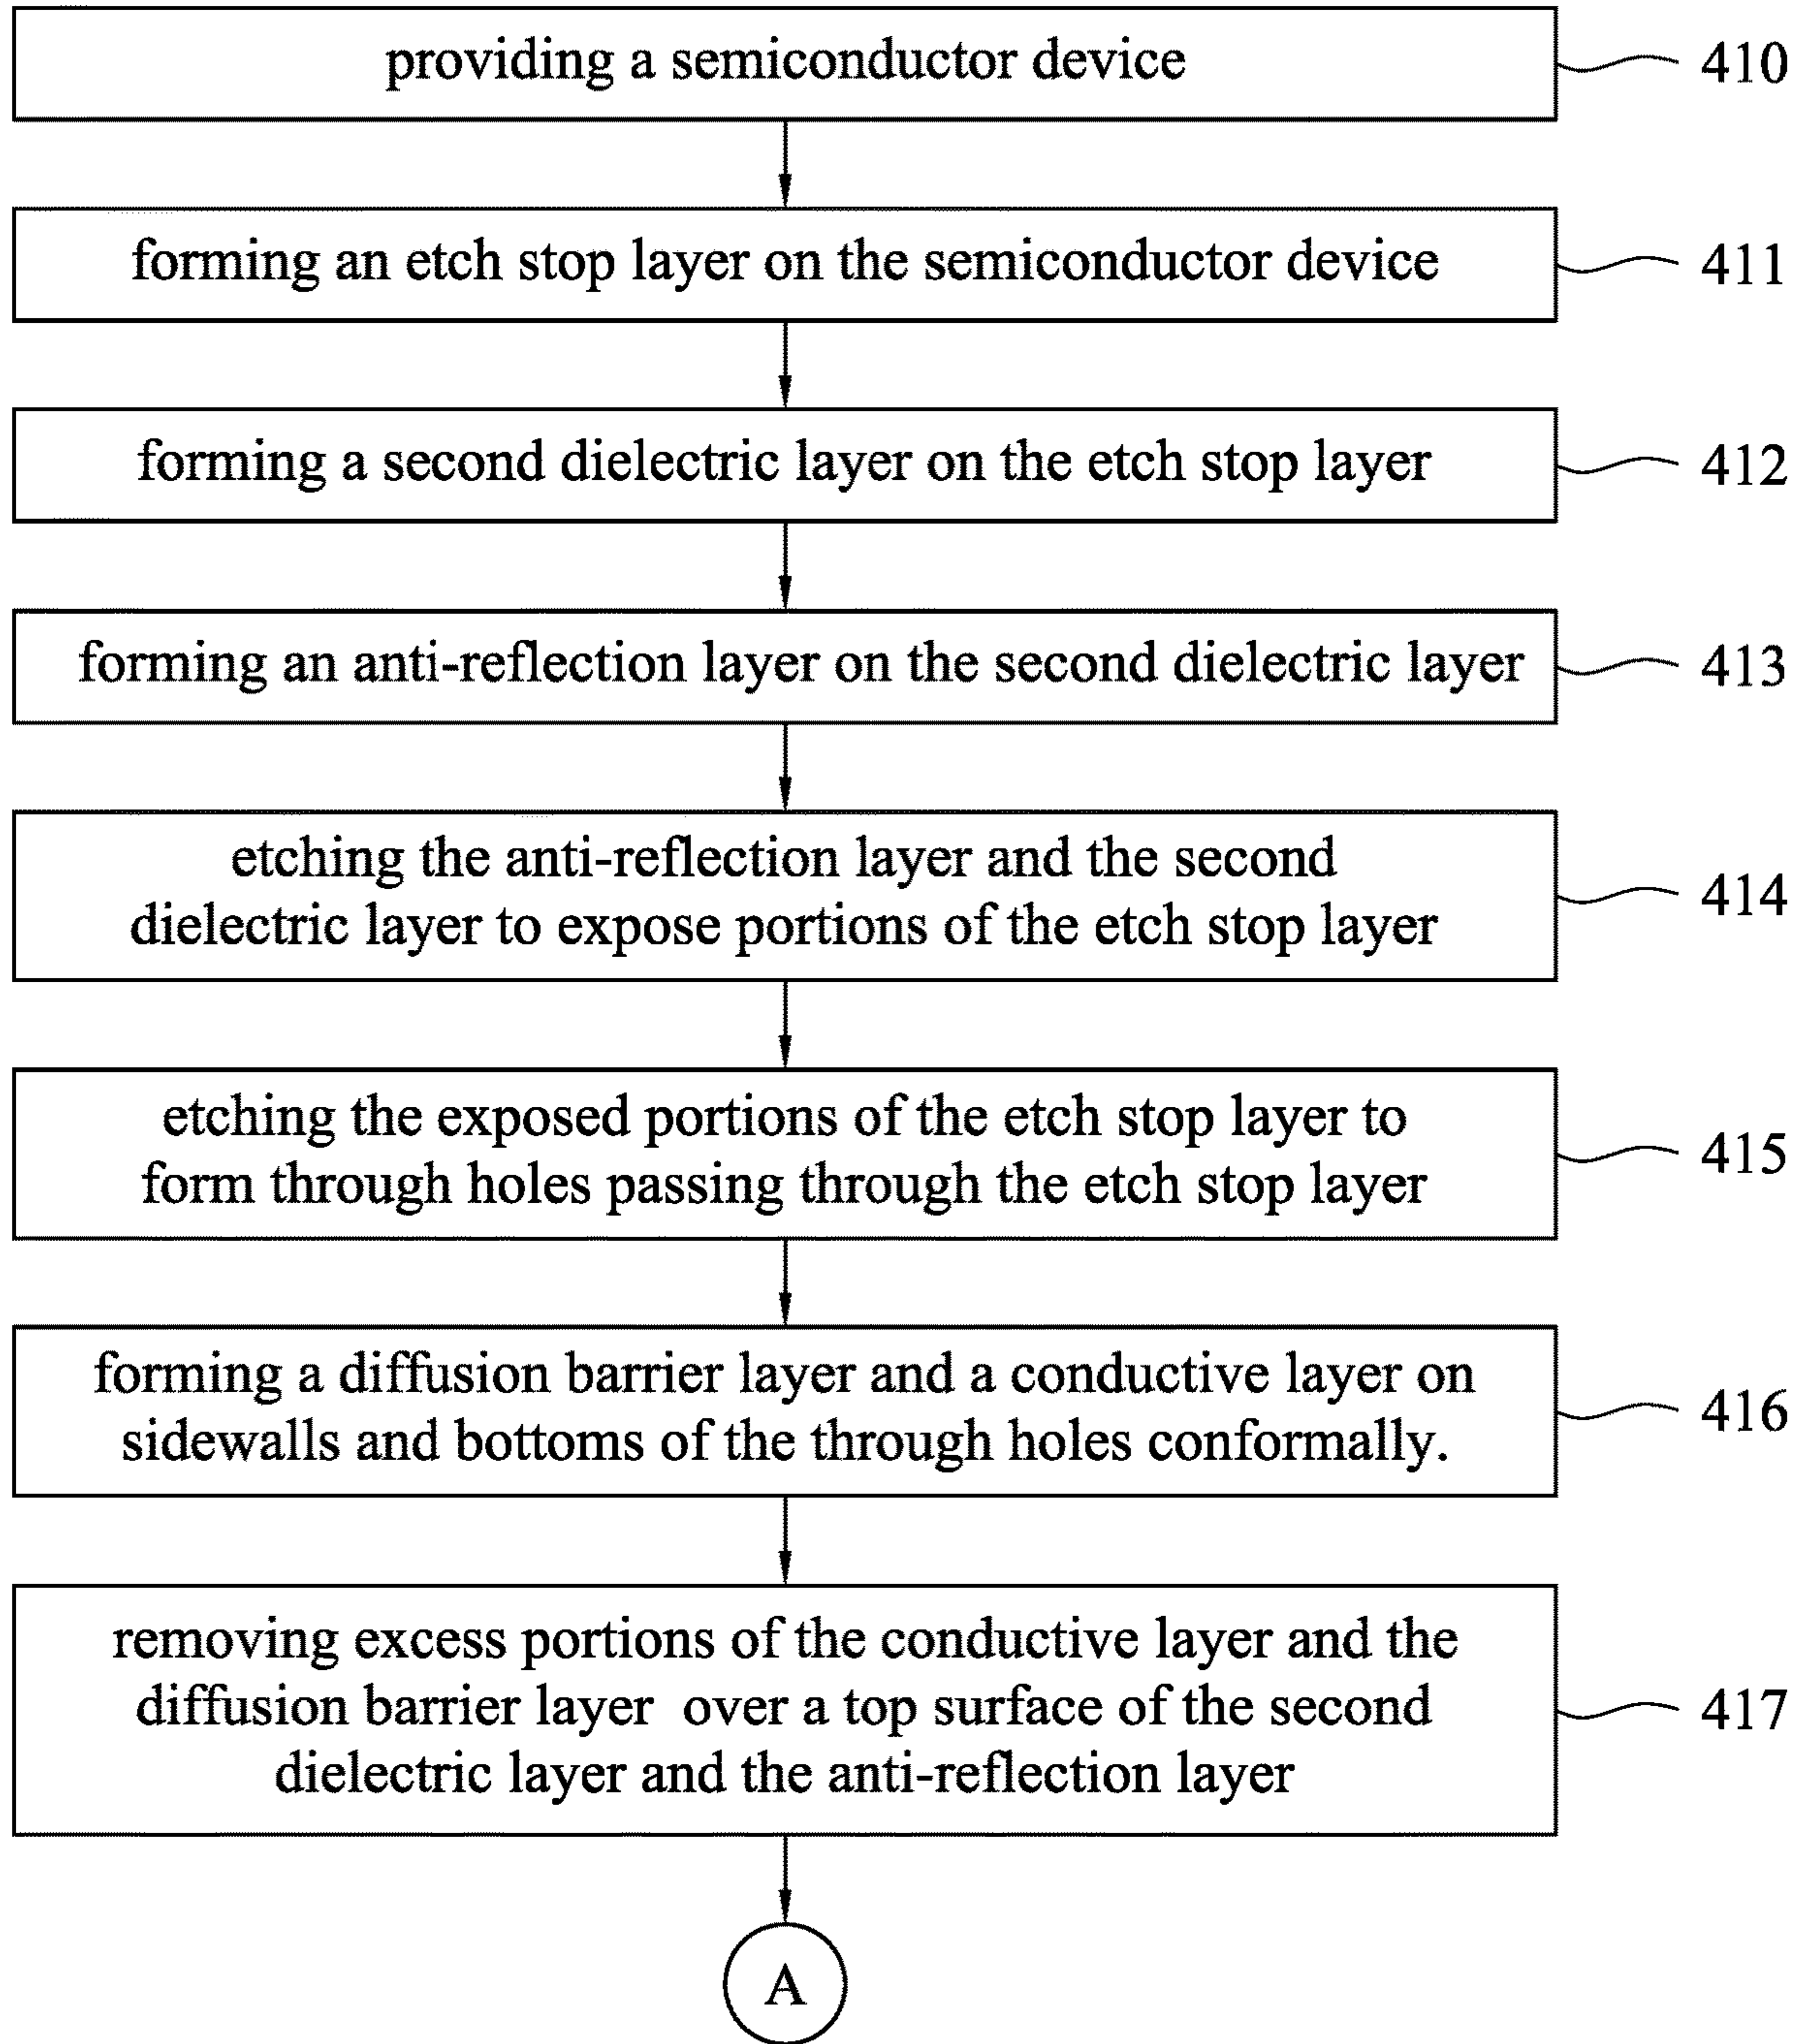 providing a semiconductor device
410
forming an etch stop layer on the semiconductor device
411
forming a second dielectric layer on the etch stop layer
412
forming an anti-reflection layer on the second dielectric layer
413
etching the anti-reflection layer and the second
dielectric layer to expose portions of the etch stop layer
414
etching the exposed portions of the etch stop layer to
form through holes passing through the etch stop layer
415
forming a diffusion barrier layer and a conductive layer on
sidewalls and bottoms of the through holes conformally.
416
removing excess portions of the conductive layer and the
diffusion barrier layer over a top surface of the second
dielectric layer and the anti-reflection layer
417
A